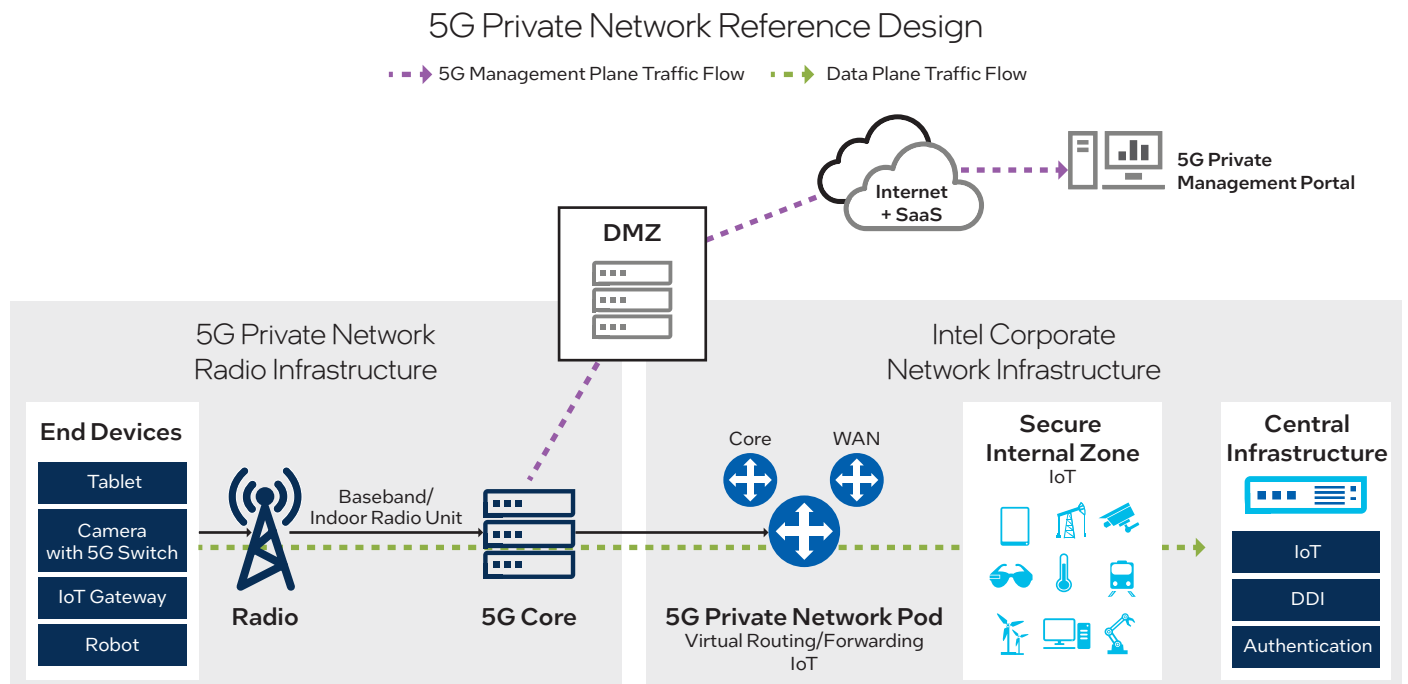 5G Private Network Reference Design
5G Management Plane Traffic Flow
Data Plane Traffic Flow
Internet
+ SaaS
5G Private
Management Portal
DMZ
5G Private Network
Radio Infrastructure
Intel Corporate
Network Infrastructure
End Devices
Tablet
Camera
with 5G Switch
IoT Gateway
Robot
Radio
Baseband/
Indoor Radio Unit
5G Core
Core
WAN
5G Private Network Pod
Virtual Routing/Forwarding
IoT
Secure
Internal Zone
IoT
Central
Infrastructure
IoT
DDI
Authentication